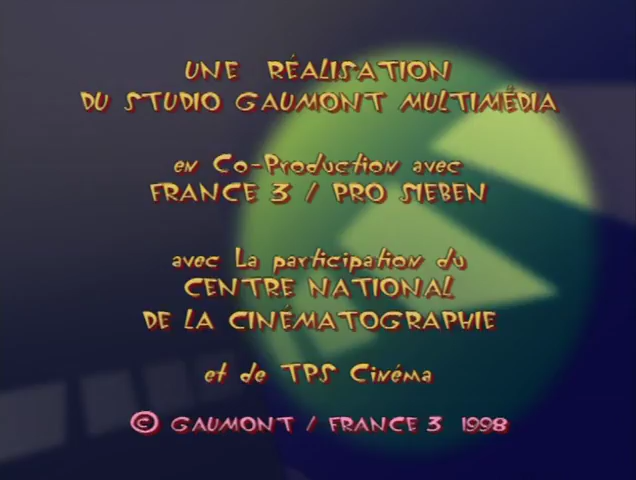 UNE RÉALISATION
DU STUDIO GAUMONT MULTIMÉDIA
en Co-Production avec
FRANCE 3 / PRO SIEBEN
avec La participation du
CENTRE NATIONAL
DE LA CINÉMATOGRAPHIE
et de TPS Cinéma
© GAUMONT / FRANCE 3 1998